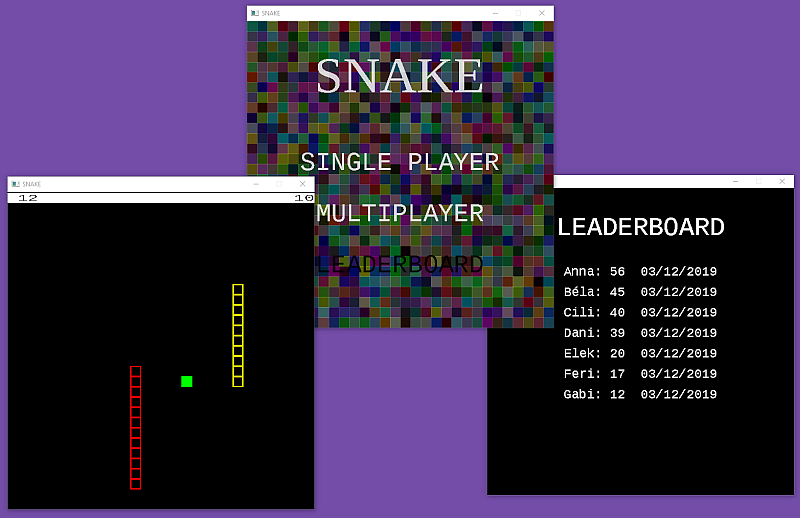 SNAKE
SNAKE
SINGLE PLAYER
MULTIPLAYER
LEADERBOARD
SNAKE
12 10
LEADERBOARD
Anna: 56 03/12/2019
Béla: 45 03/12/2019
Cili: 40 03/12/2019
Dani: 39 03/12/2019
Elek: 20 03/12/2019
Feri: 17 03/12/2019
Gabi: 12 03/12/2019